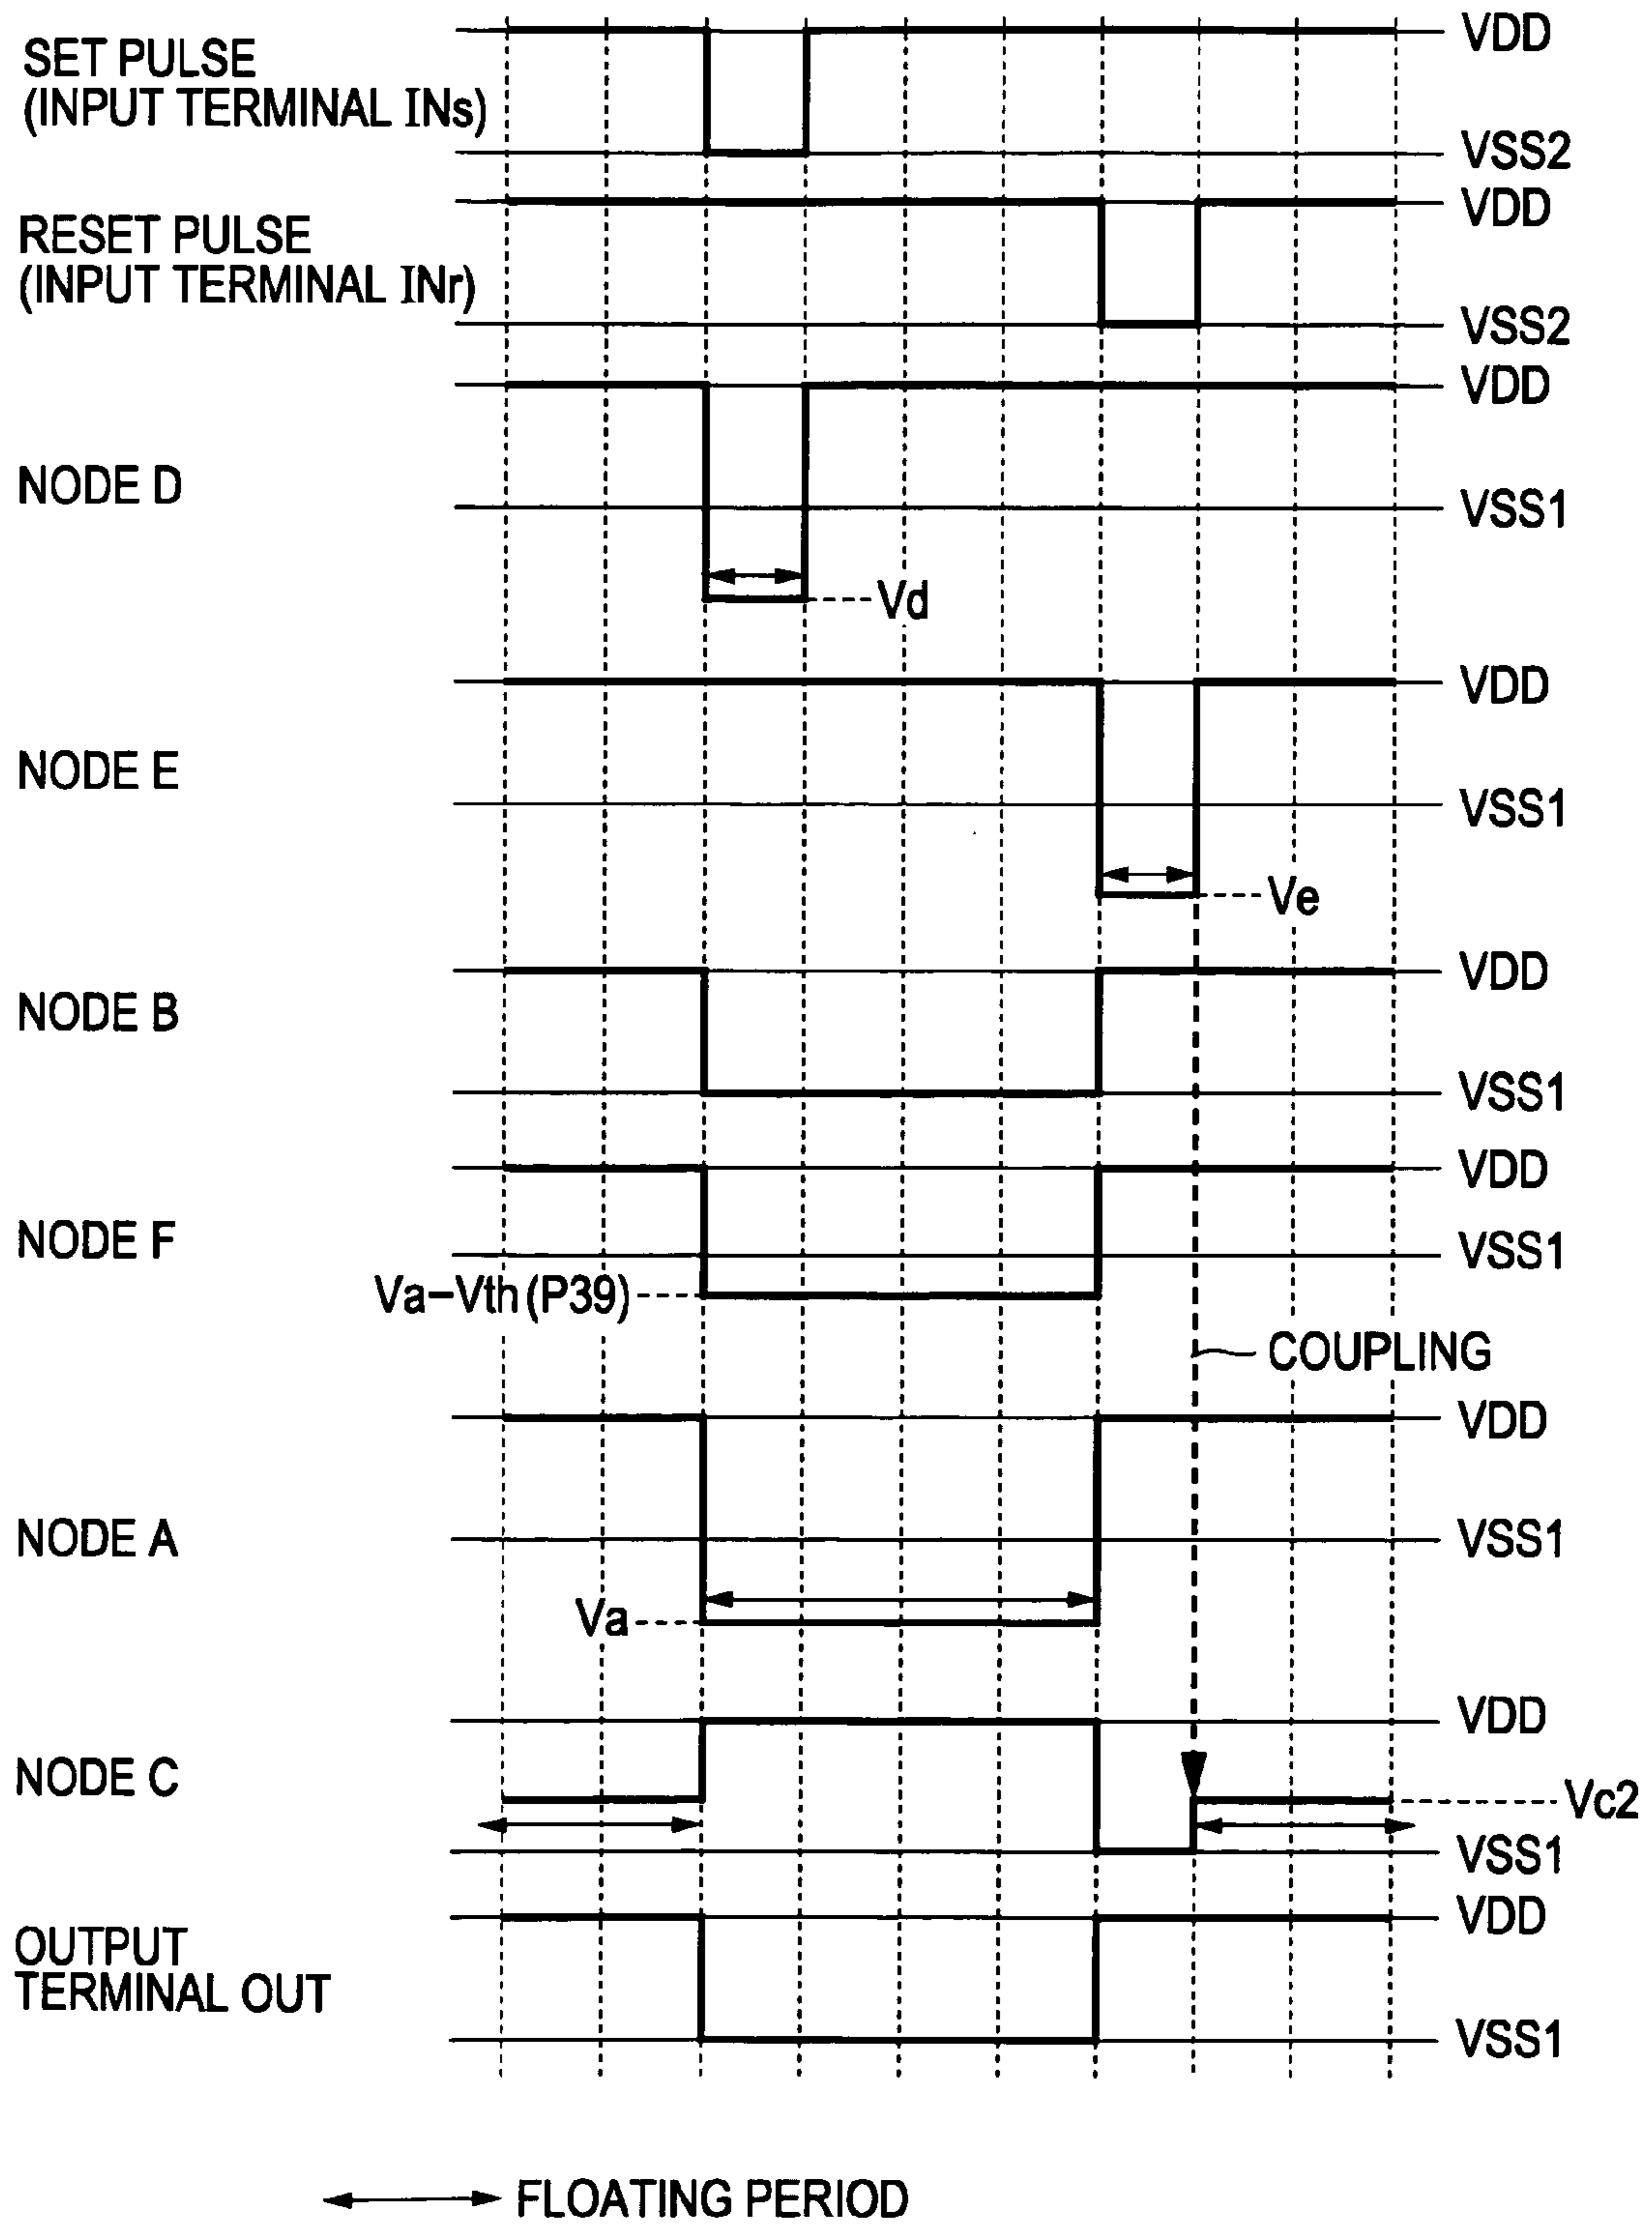 SET PULSE
(INPUT TERMINAL INs)
VDD
VSS2
RESET PULSE
(INPUT TERMINAL INr)
VDD
VSS2
NODE D
VDD
VSS1
Vd
NODE E
VDD
VSS1
Ve
NODE B
VDD
VSS1
NODE F
VDD
VSS1
Va-Vth (P39)
COUPLING
NODE A
VDD
VSS1
Va
NODE C
VDD
Vc2
VSS1
OUTPUT
TERMINAL OUT
VDD
VSS1
FLOATING PERIOD